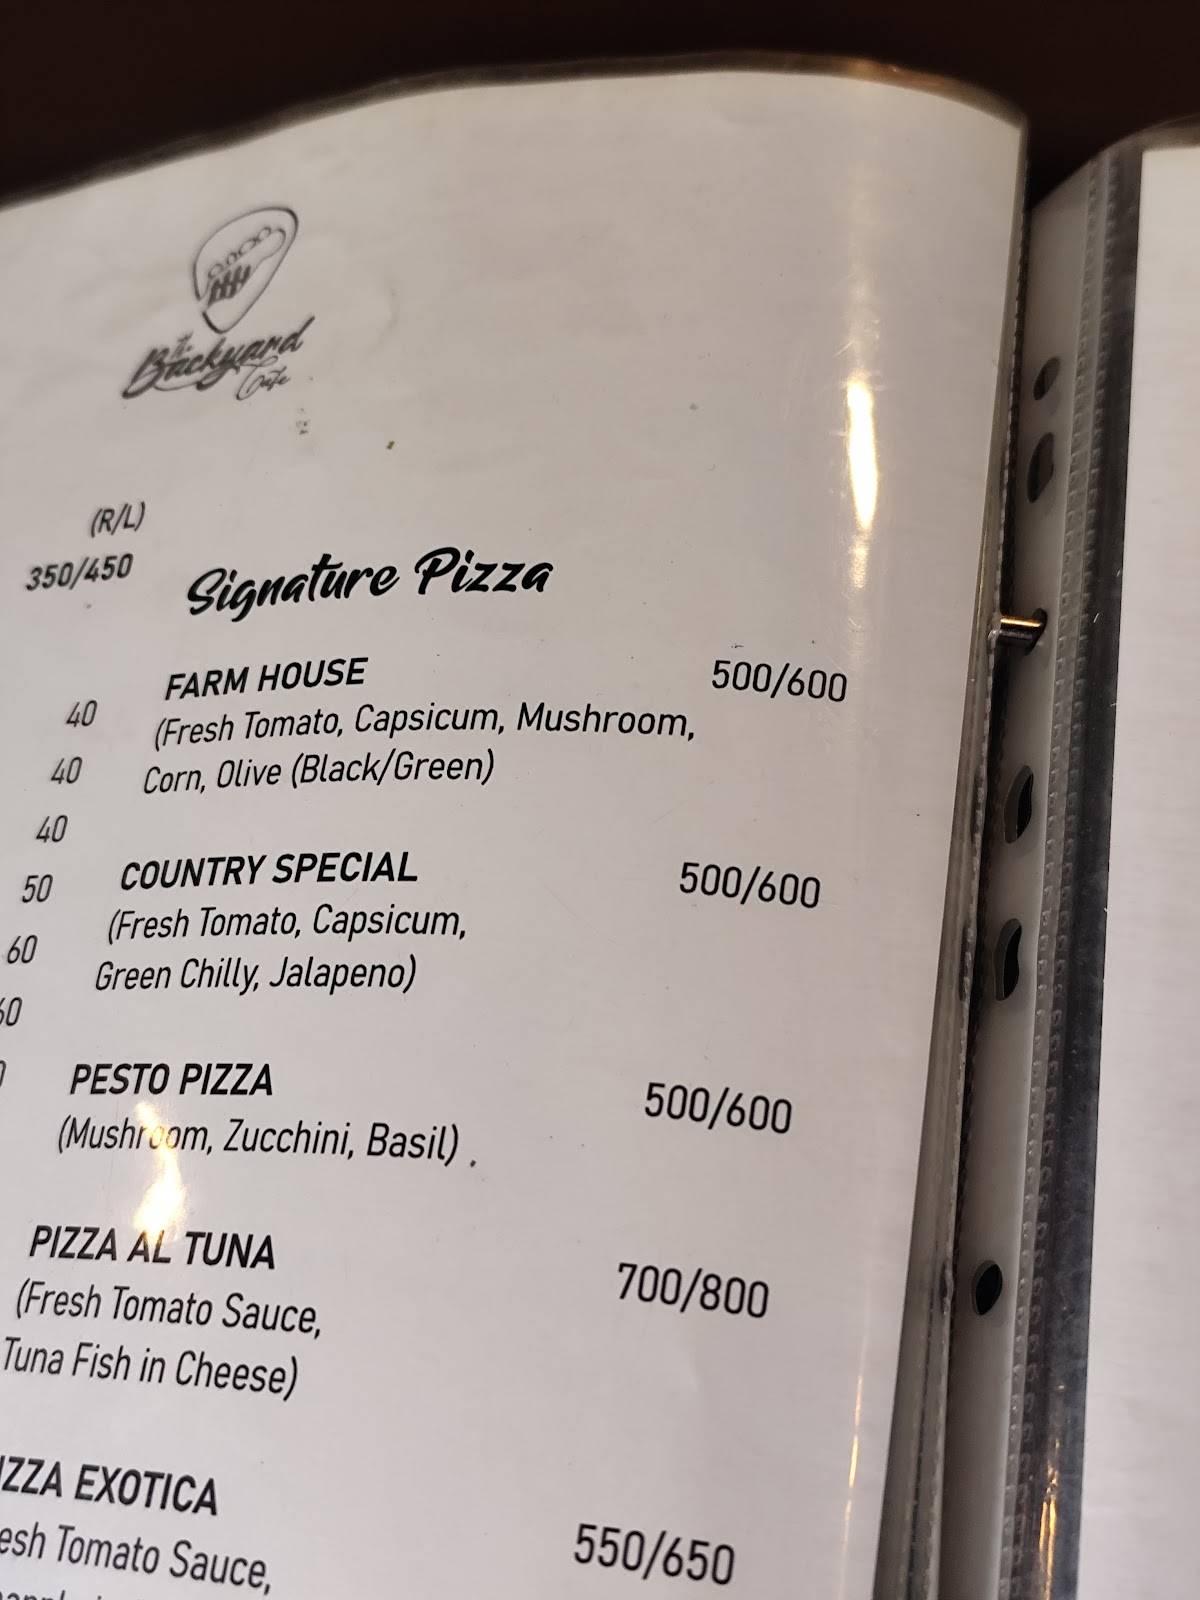 The
Backyard
Cafe
(R/L)
350/450
40
40
40
50
60
Signature Pizza
FARM HOUSE 500/600
(Fresh Tomato, Capsicum, Mushroom,
Corn, Olive (Black/Green)
COUNTRY SPECIAL 500/600
(Fresh Tomato, Capsicum,
Green Chilly, Jalapeno)
PESTO PIZZA 500/600
(Mushroom, Zucchini, Basil) .
PIZZA AL TUNA 700/800
(Fresh Tomato Sauce,
Tuna Fish in Cheese)
IZZA EXOTICA 550/650
esh Tomato Sauce,